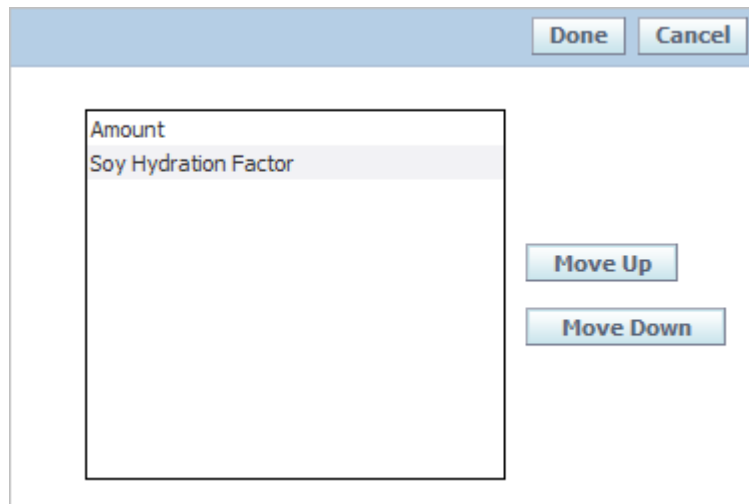 Done Cancel
Amount
Soy Hydration Factor
Move Up
Move Down